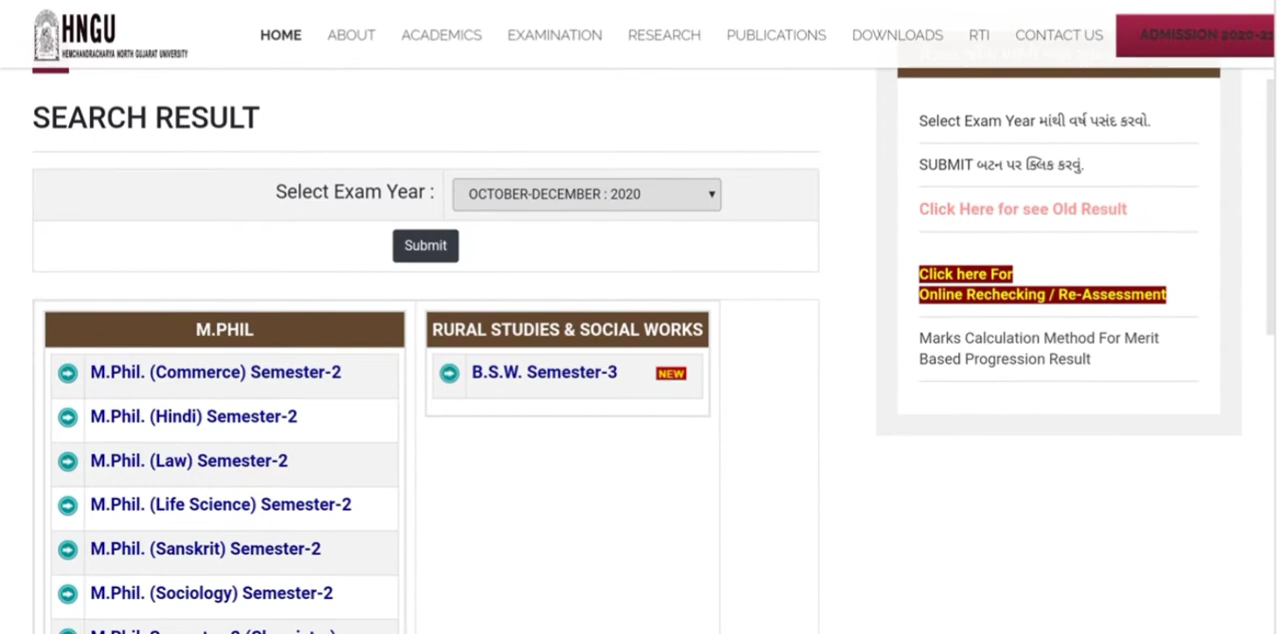 HNGU
HEMCHANDRACHARYA NORTH GUJARAT UNIVERSITY
HOME
ABOUT
ACADEMICS
EXAMINATION
RESEARCH
PUBLICATIONS
DOWNLOADS
RTI
CONTACT US
ADMISSION 2020-21
SEARCH RESULT
Select Exam Year :
OCTOBER-DECEMBER : 2020
Submit
M.PHIL
M.Phil. (Commerce) Semester-2
M.Phil. (Hindi) Semester-2
M.Phil. (Law) Semester-2
M.Phil. (Life Science) Semester-2
M.Phil. (Sanskrit) Semester-2
M.Phil. (Sociology) Semester-2
RURAL STUDIES & SOCIAL WORKS
B.S.W. Semester-3 NEW
Select Exam Year માંથી વર્ષ પસંદ કરવો.
SUBMIT બટન પર ક્લિક કરવું.
Click Here for see Old Result
Click here For
Online Rechecking / Re-Assessment
Marks Calculation Method For Merit
Based Progression Result